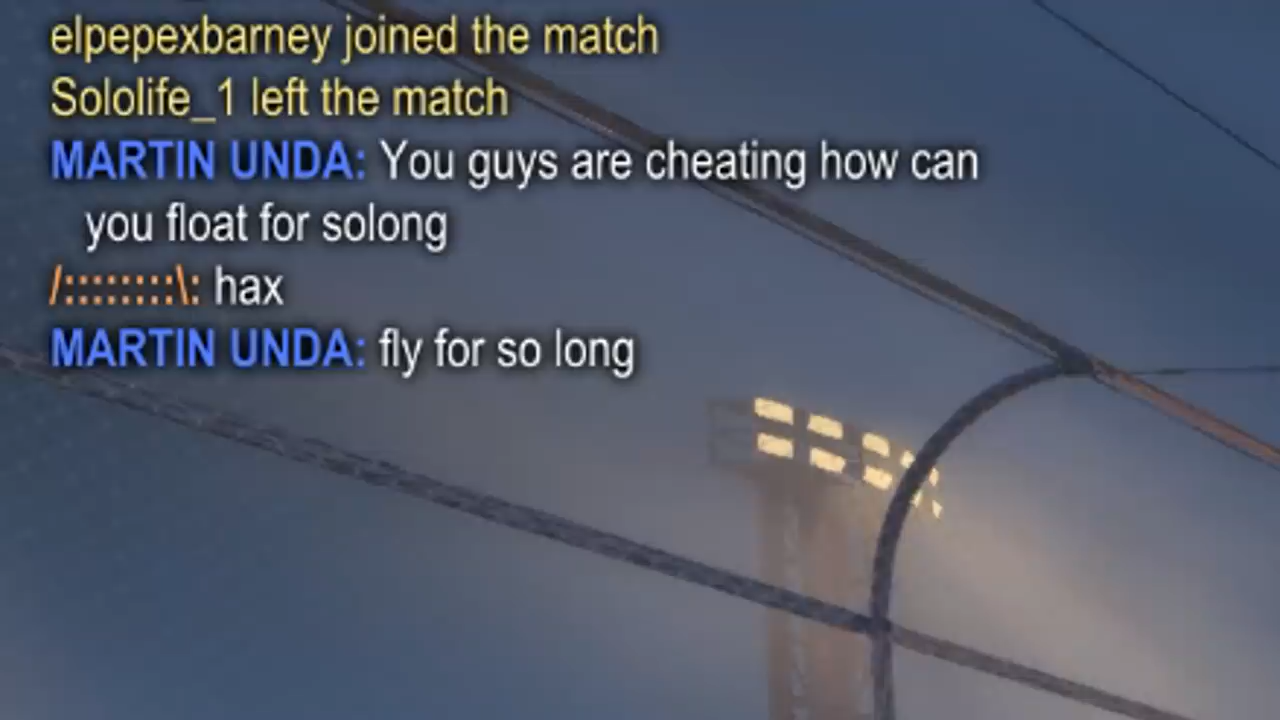 elpepexbarney joined the match
Sololife_1 left the match
MARTIN UNDA: You guys are cheating how can
you float for solong
/::::::::\: hax
MARTIN UNDA: fly for so long